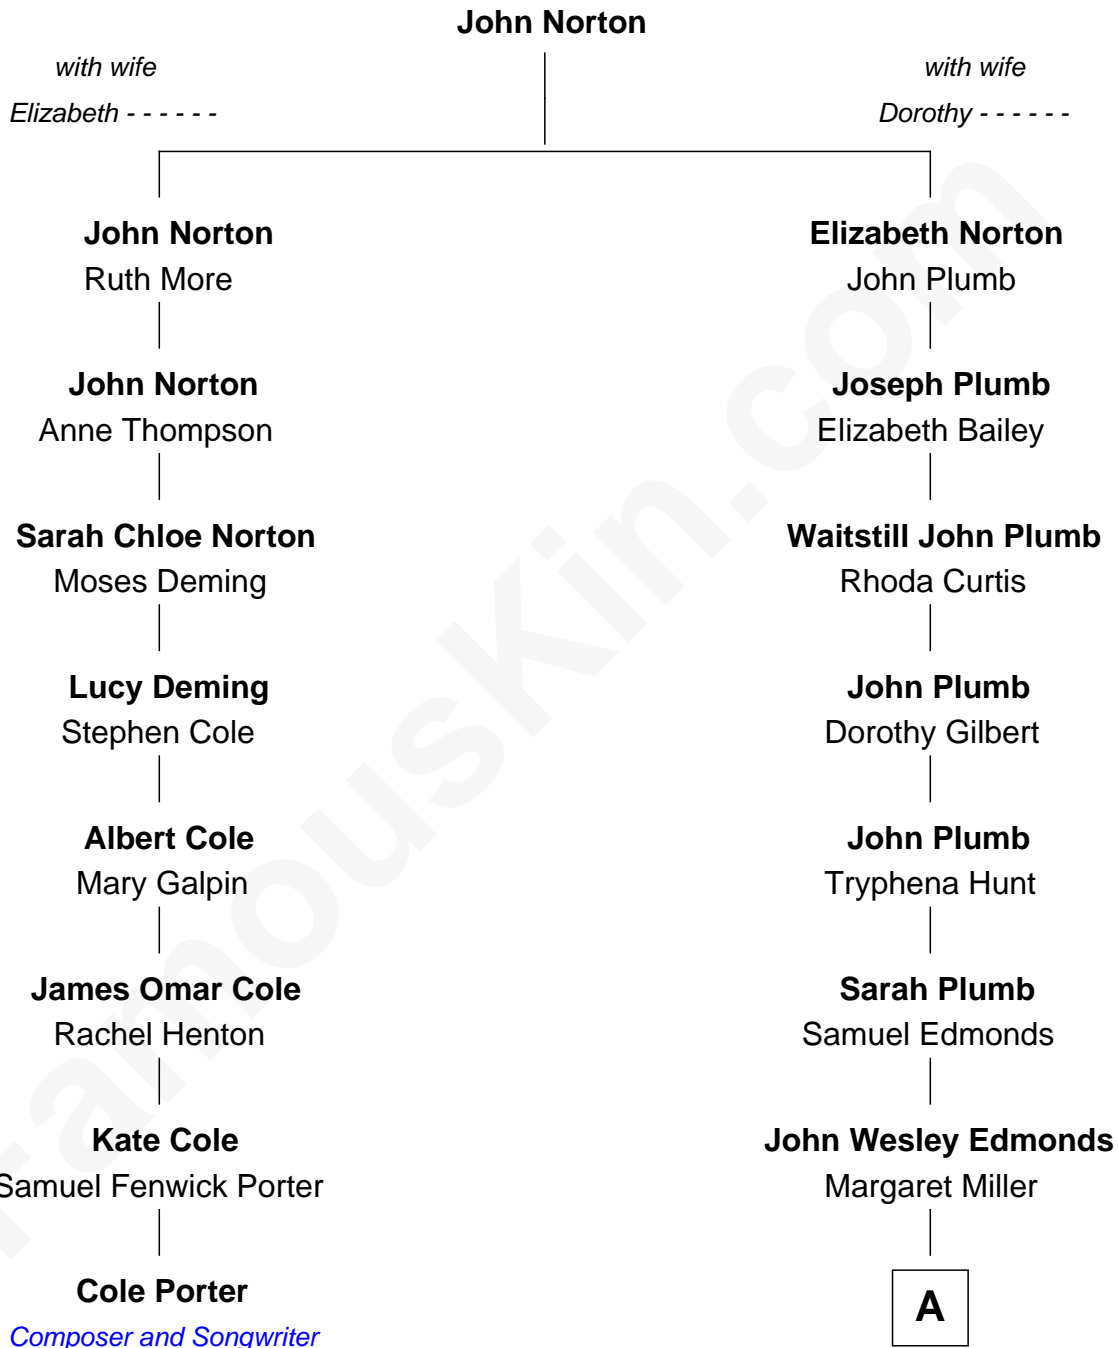 John Norton
with wife
Elizabeth - - - - - -
with wife
Dorothy - - - - - -
John Norton
Ruth More
John Norton
Anne Thompson
Sarah Chloe Norton
Moses Deming
Lucy Deming
Stephen Cole
Albert Cole
Mary Galpin
James Omar Cole
Rachel Henton
Kate Cole
Samuel Fenwick Porter
Cole Porter
Composer and Songwriter
Elizabeth Norton
John Plumb
Joseph Plumb
Elizabeth Bailey
Waitstill John Plumb
Rhoda Curtis
John Plumb
Dorothy Gilbert
John Plumb
Tryphena Hunt
Sarah Plumb
Samuel Edmonds
John Wesley Edmonds
Margaret Miller
A
FamousKin.com